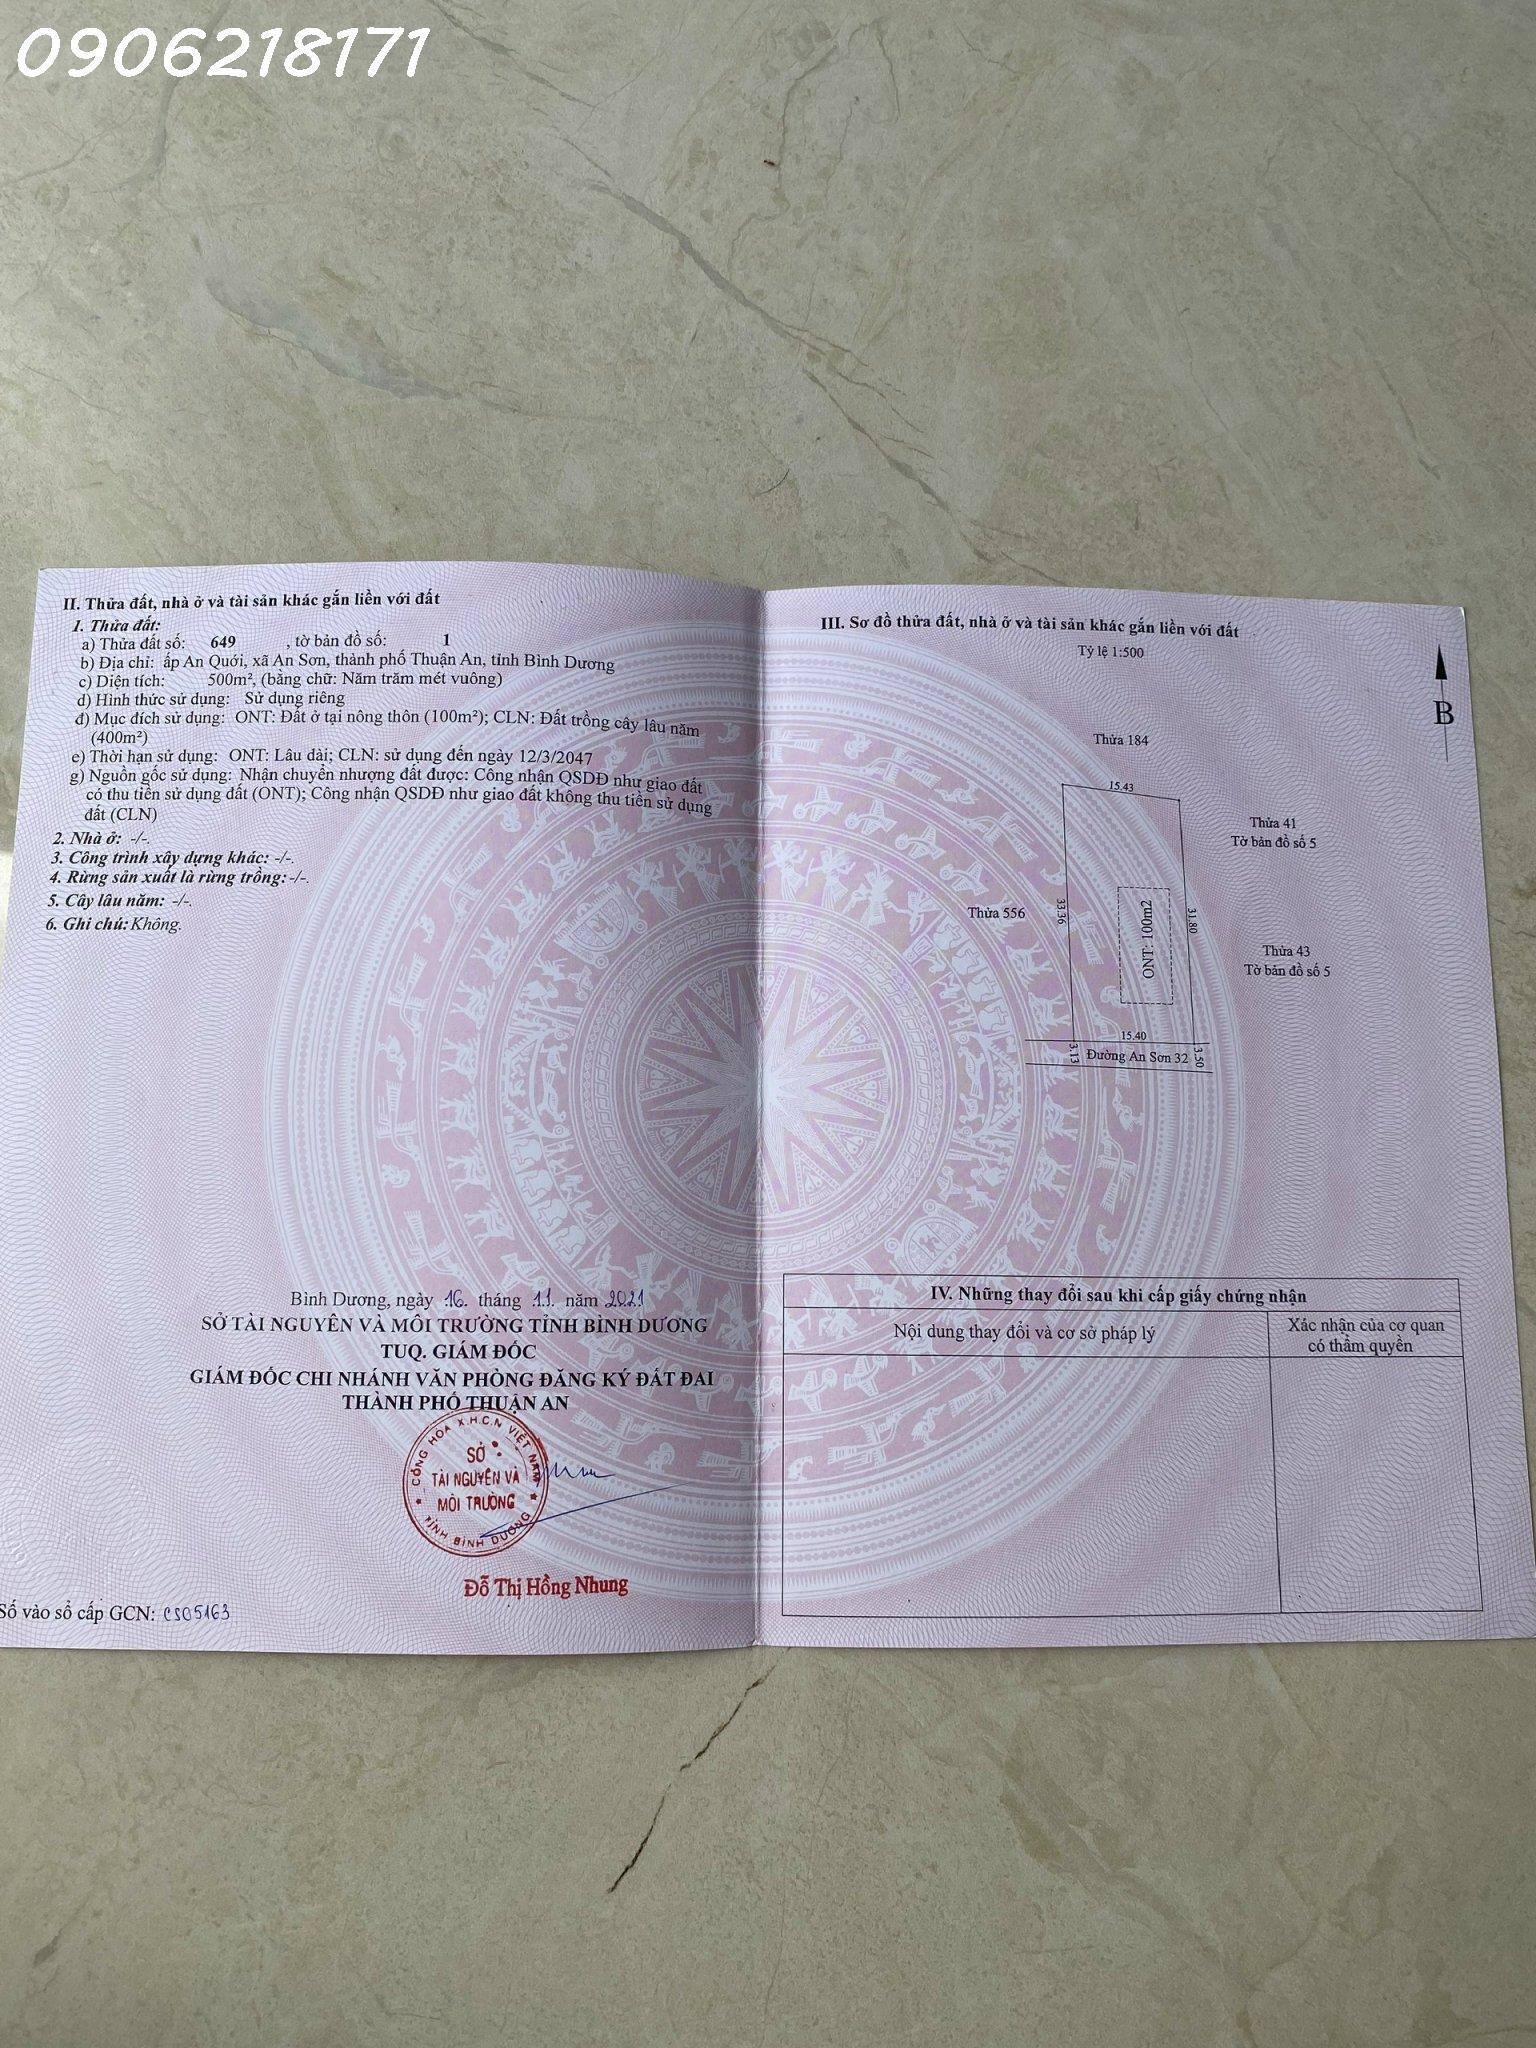 0906218171
II. Thửa đất, nhà ở và tài sản khác gắn liền với đất
1. Thửa đất:
a) Thửa đất số: 649 , tờ bản đồ số: 1
b) Địa chỉ: ấp An Quới, xã An Sơn, thành phố Thuận An, tỉnh Bình Dương
c) Diện tích: 500m², (bằng chữ: Năm trăm mét vuông)
d) Hình thức sử dụng: Sử dụng riêng
đ) Mục đích sử dụng: ONT: Đất ở tại nông thôn (100m²); CLN: Đất trồng cây lâu năm
(400m²)
e) Thời hạn sử dụng: ONT: Lâu dài; CLN: sử dụng đến ngày 12/3/2047
g) Nguồn gốc sử dụng: Nhận chuyển nhượng đất được: Công nhận QSDĐ như giao đất
có thu tiền sử dụng đất (ONT); Công nhận QSDĐ như giao đất không thu tiền sử dụng
đất (CLN)
2. Nhà ở: -/-.
3. Công trình xây dựng khác: -/-.
4. Rừng sản xuất là rừng trồng: -/-.
5. Cây lâu năm: -/-.
6. Ghi chú: Không.
Bình Dương, ngày 16. tháng 11. năm 2021
SỞ TÀI NGUYÊN VÀ MÔI TRƯỜNG TỈNH BÌNH DƯƠNG
TUQ. GIÁM ĐỐC
GIÁM ĐỐC CHI NHÁNH VĂN PHÒNG ĐĂNG KÝ ĐẤT ĐAI
THÀNH PHỐ THUẬN AN
CỘNG HÒA X.H.C.N VIỆT NAM
SỞ
TÀI NGUYÊN VÀ
MÔI TRƯỜNG
TỈNH BÌNH DƯƠNG
Đỗ Thị Hồng Nhung
Số vào sổ cấp GCN: CS05163
III. Sơ đồ thửa đất, nhà ở và tài sản khác gắn liền với đất
Tỷ lệ 1:500
B
Thửa 184
15.43
Thửa 41
Tờ bản đồ số 5
Thửa 556
33.36
ONT: 100m2
31.80
Thửa 43
Tờ bản đồ số 5
15.40
3.13
Đường An Sơn 32
3.50
IV. Những thay đổi sau khi cấp giấy chứng nhận
Nội dung thay đổi và cơ sở pháp lý
Xác nhận của cơ quan
có thẩm quyền